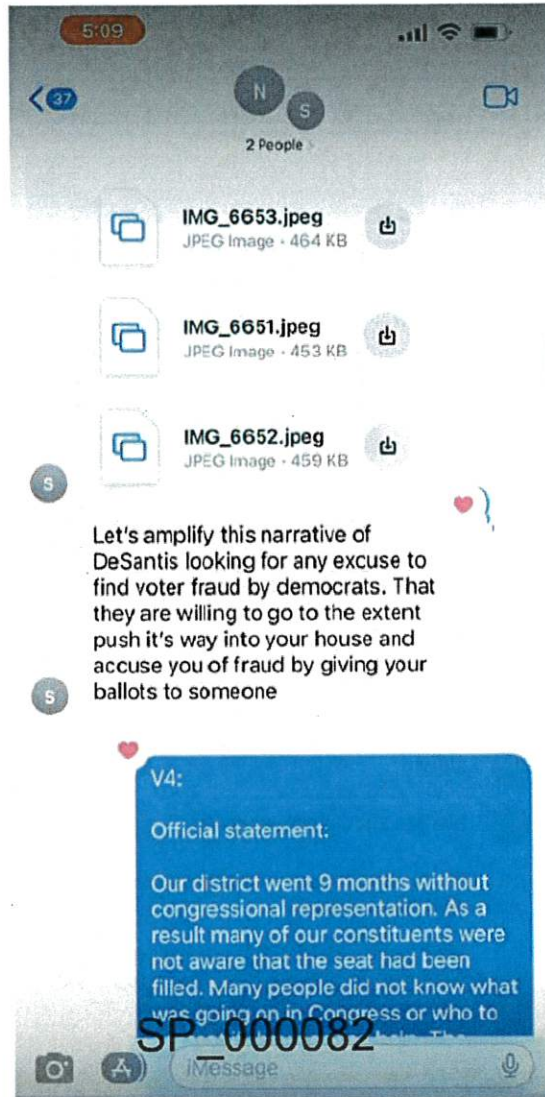 5:09
37
N
S
2 People
IMG_6653.jpeg
JPEG Image · 464 KB
IMG_6651.jpeg
JPEG Image · 453 KB
IMG_6652.jpeg
JPEG Image · 459 KB
S
Let's amplify this narrative of
DeSantis looking for any excuse to
find voter fraud by democrats. That
they are willing to go to the extent
push it's way into your house and
accuse you of fraud by giving your
ballots to someone
S
V4:
Official statement:
Our district went 9 months without
congressional representation. As a
result many of our constituents were
not aware that the seat had been
filled. Many people did not know what
was going on in Congress or who to
The
SP_000082
iMessage